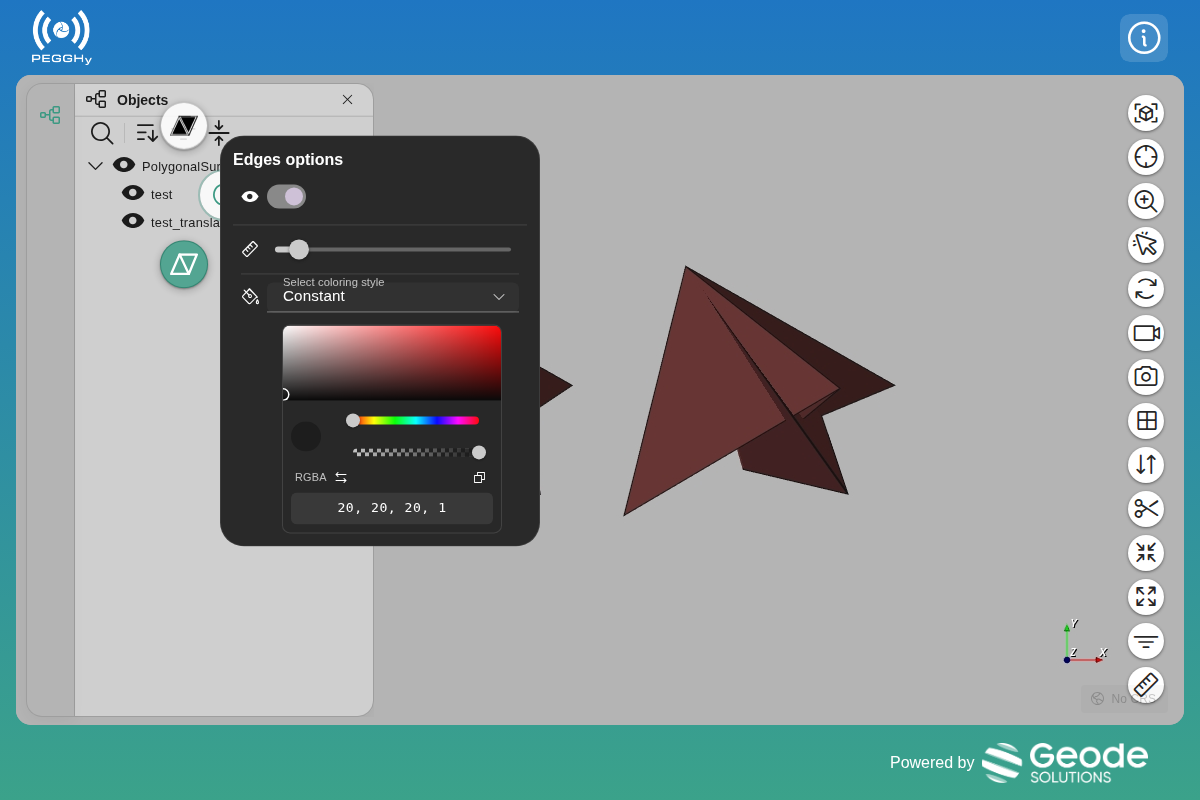 PEGGHy
Objects
PolygonalSur
test
test_transla
Edges options
Select coloring style
Constant
RGBA
20, 20, 20, 1
Y
Z X
No CRS
Powered by
Geode
SOLUTIONS